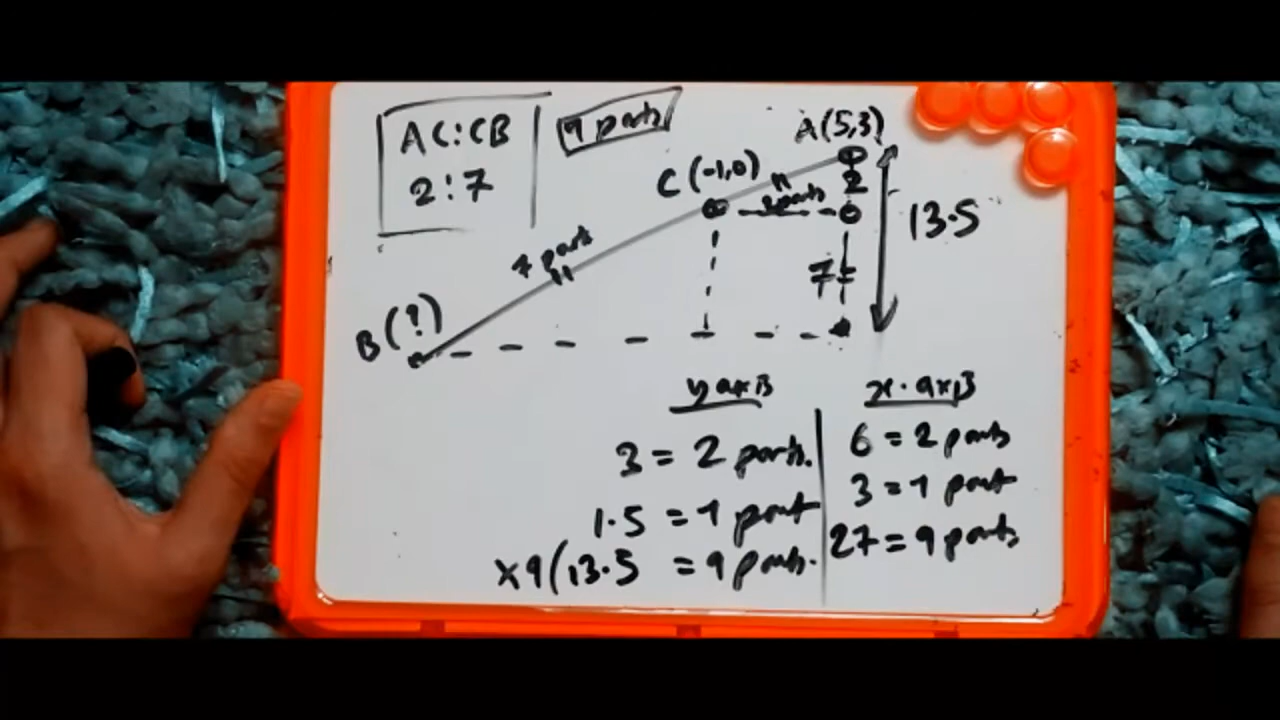 AC:CB
2:7
9 parts
A(5,3)
C (-1,0)
2
2 parts
13.5
7 parts
7
B(?)
y axis
3 = 2 parts.
1.5 = 1 part
x9(13.5 = 9 parts.
x-axis
6 = 2 parts
3 = 1 part
27 = 9 parts